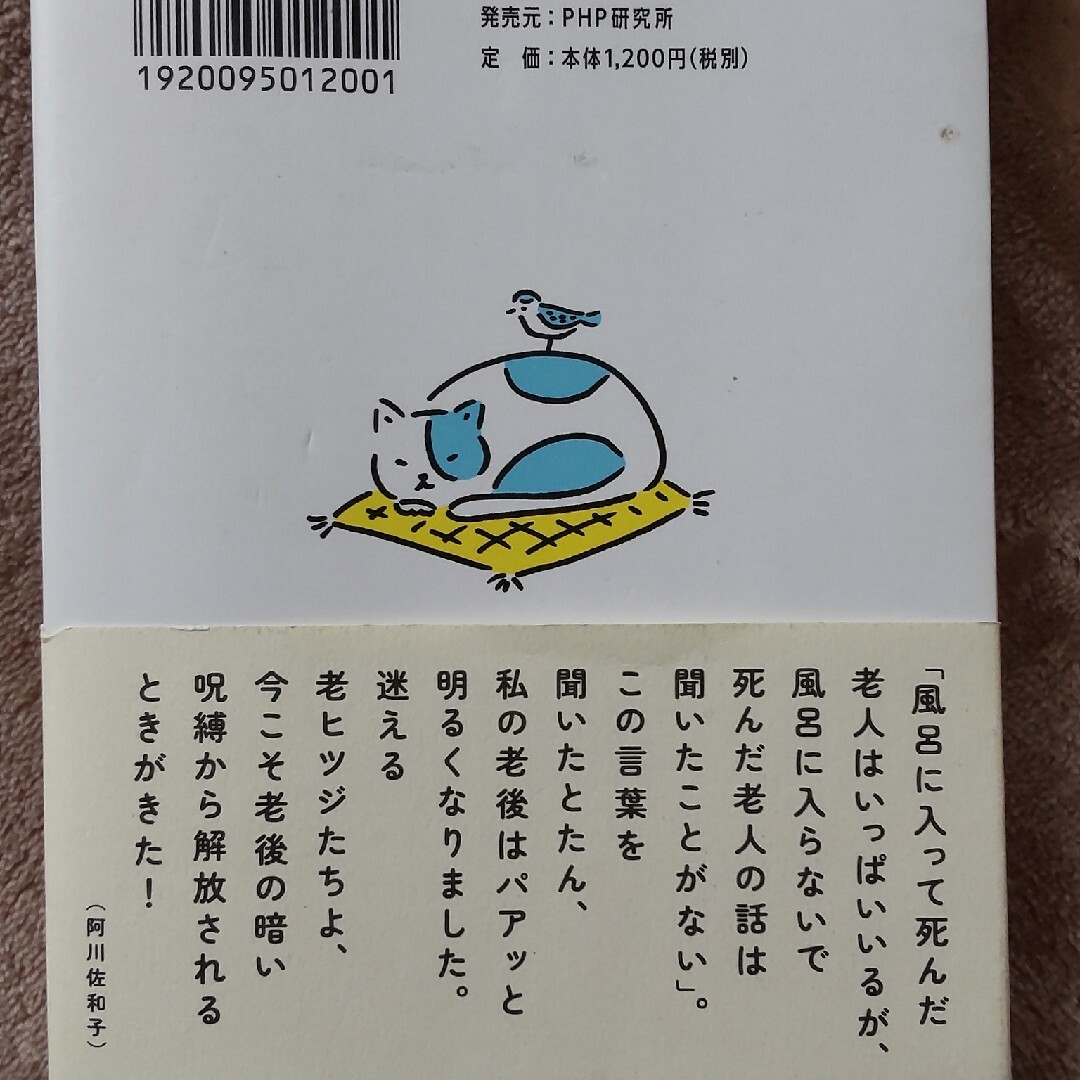 1920095012001
発売元：PHP研究所
定　価：本体1,200円（税別）
「風呂に入って死んだ
老人はいっぱいいるが、
風呂に入らないで
死んだ老人の話は
聞いたことがない」。
この言葉を
聞いたとたん、
私の老後はパアッと
明るくなりました。
迷える
老ヒツジたちよ、
今こそ老後の暗い
呪縛から解放される
ときがきた！
（阿川佐和子）